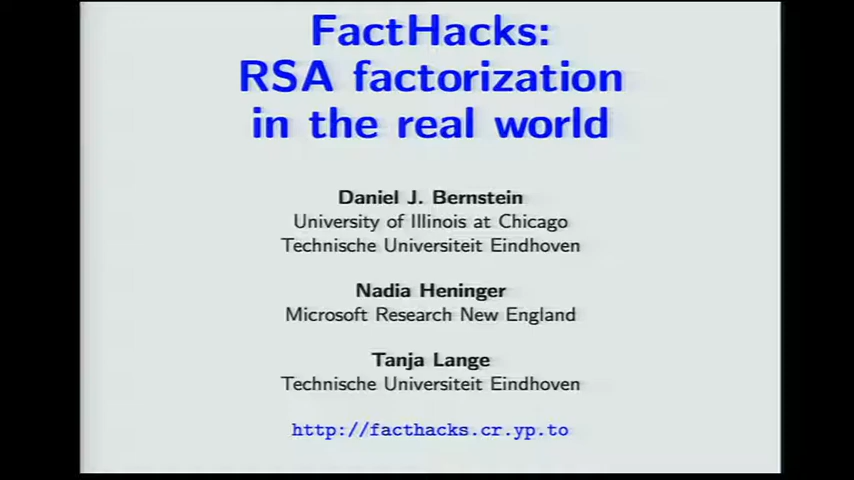 FactHacks:
RSA factorization
in the real world
Daniel J. Bernstein
University of Illinois at Chicago
Technische Universiteit Eindhoven
Nadia Heninger
Microsoft Research New England
Tanja Lange
Technische Universiteit Eindhoven
http://facthacks.cr.yp.to